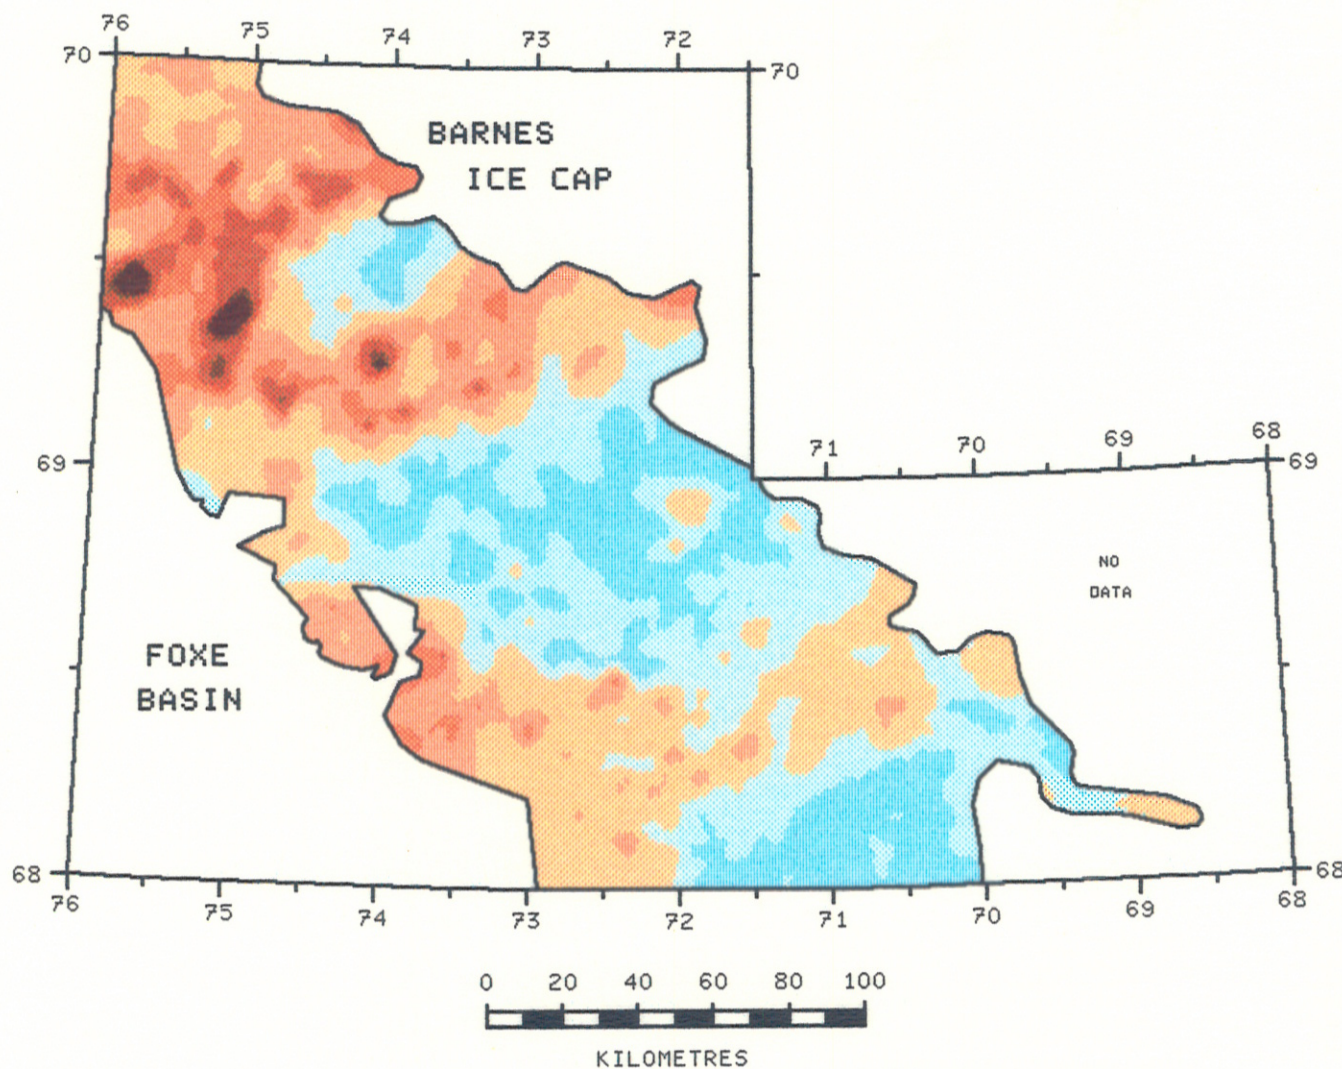 76 75 74 73 72
70 70
BARNES
ICE CAP
71 70 69 68
69 69
NO
DATA
FOXE
BASIN
68 68
76 75 74 73 72 71 70 69 68
0 20 40 60 80 100
KILOMETRES